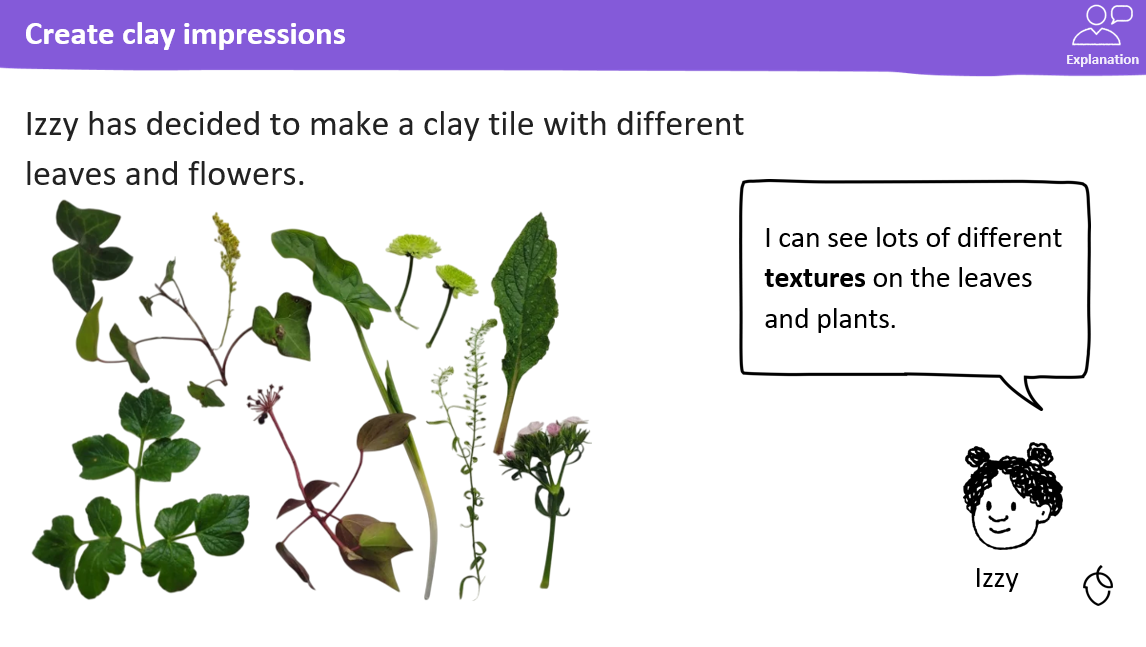 Create clay impressions
Explanation
Izzy has decided to make a clay tile with different
leaves and flowers.
I can see lots of different
textures on the leaves
and plants.
Izzy